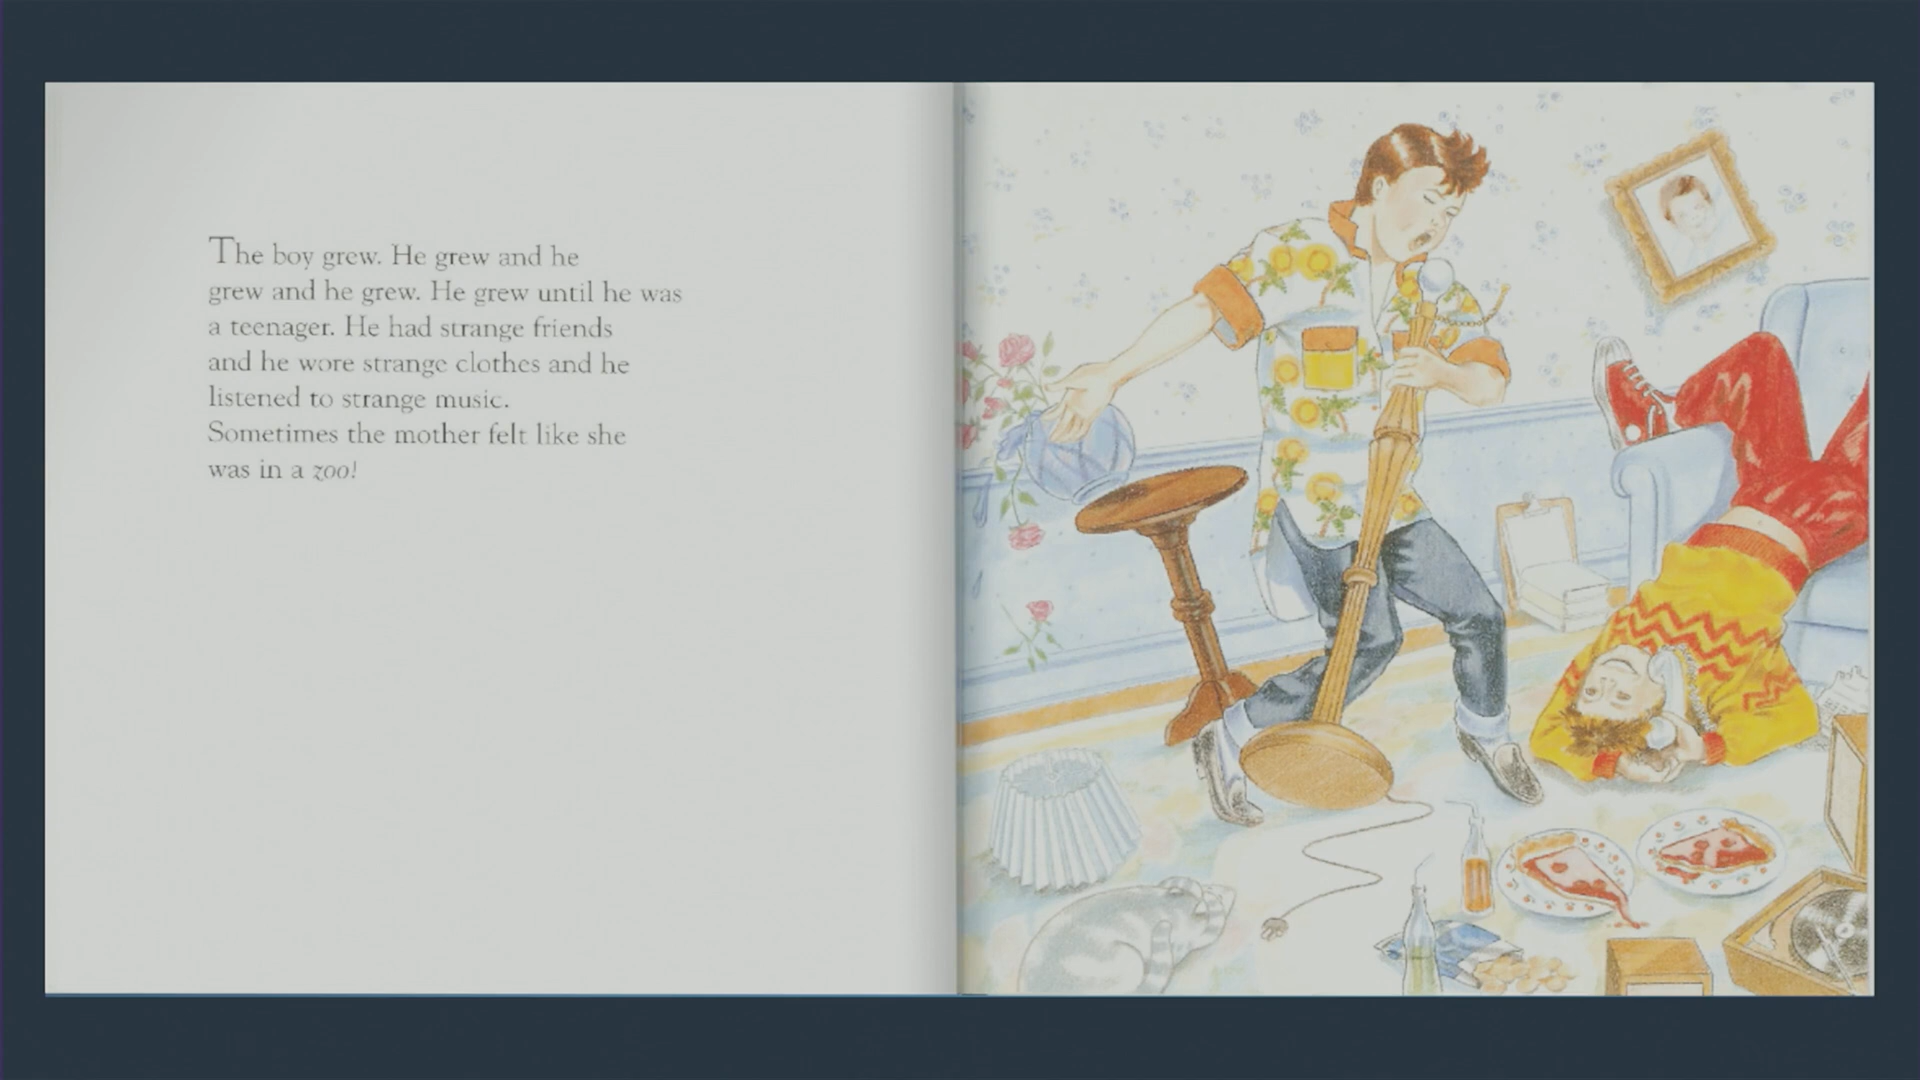 The boy grew. He grew and he
grew and he grew. He grew until he was
a teenager. He had strange friends
and he wore strange clothes and he
listened to strange music.
Sometimes the mother felt like she
was in a zoo!